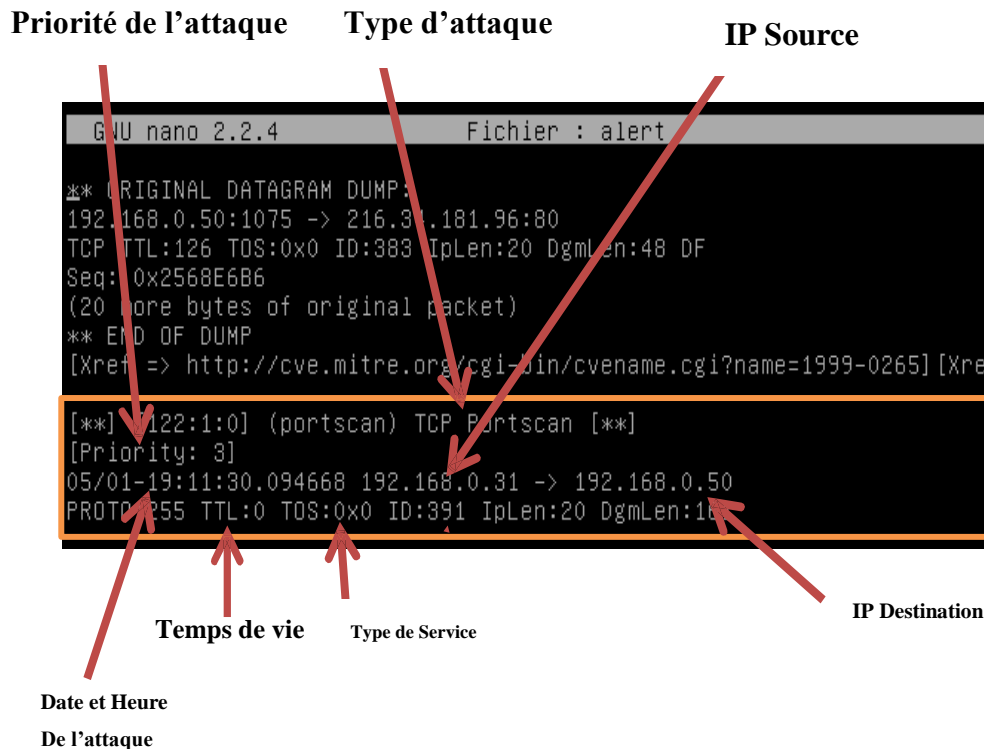 Priorité de l'attaque Type d'attaque IP Source
GNU nano 2.2.4 Fichier : alert
** ORIGINAL DATAGRAM DUMP:
192.168.0.50:1075 -> 216.34.181.96:80
TCP TTL:126 TOS:0x0 ID:383 IpLen:20 DgmLen:48 DF
Seq: 0x2568E6B6
(20 more bytes of original packet)
** END OF DUMP
[Xref => http://cve.mitre.org/cgi-bin/cvename.cgi?name=1999-0265][Xre
[**] [122:1:0] (portscan) TCP Portscan [**]
[Priority: 3]
05/01-19:11:30.094668 192.168.0.31 -> 192.168.0.50
PROTO:255 TTL:0 TOS:0x0 ID:391 IpLen:20
IP Destination
Temps de vie Type de Service
Date et Heure
De l'attaque